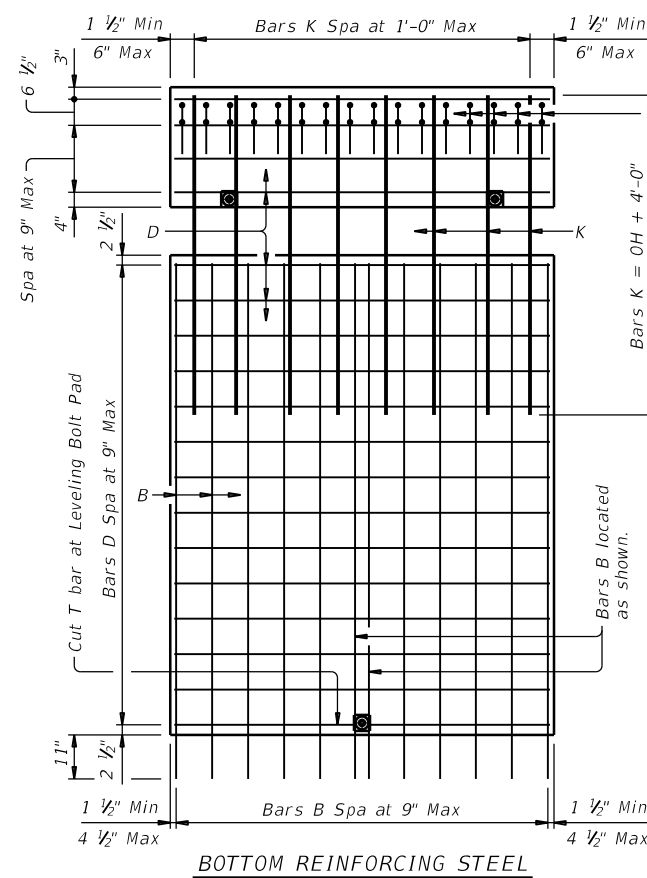 1 ½" Min
6" Max
Bars K Spa at 1'-0" Max
1 ½" Min
6" Max
3"
6 ½"
Spa at 9" Max
4"
2 ½"
D
K
Bars K = OH + 4'-0"
Cut T bar at Leveling Bolt Pad
Bars D Spa at 9" Max
B
Bars B located
as shown.
11"
2 ½"
1 ½" Min
4 ½" Max
Bars B Spa at 9" Max
1 ½" Min
4 ½" Max
BOTTOM REINFORCING STEEL